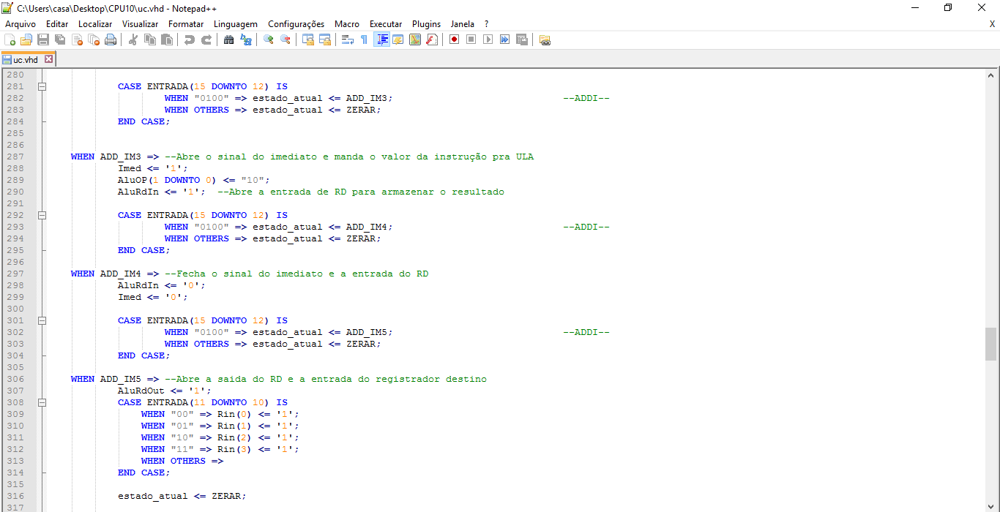 C:\Users\casa\Desktop\CPU10\uc.vhd - Notepad++
Arquivo Editar Localizar Visualizar Formatar Linguagem Configurações Macro Executar Plugins Janela ? X
uc.vhd
280
281 CASE ENTRADA(15 DOWNTO 12) IS
282 WHEN "0100" => estado_atual <= ADD_IM3; --ADDI--
283 WHEN OTHERS => estado_atual <= ZERAR;
284 END CASE;
285
286
287 WHEN ADD_IM3 => --Abre o sinal do imediato e manda o valor da instrução pra ULA
288 Imed <= '1';
289 AluOP(1 DOWNTO 0) <= "10";
290 AluRdIn <= '1'; --Abre a entrada de RD para armazenar o resultado
291
292 CASE ENTRADA(15 DOWNTO 12) IS
293 WHEN "0100" => estado_atual <= ADD_IM4; --ADDI--
294 WHEN OTHERS => estado_atual <= ZERAR;
295 END CASE;
296
297 WHEN ADD_IM4 => --Fecha o sinal do imediato e a entrada do RD
298 AluRdIn <= '0';
299 Imed <= '0';
300
301 CASE ENTRADA(15 DOWNTO 12) IS
302 WHEN "0100" => estado_atual <= ADD_IM5; --ADDI--
303 WHEN OTHERS => estado_atual <= ZERAR;
304 END CASE;
305
306 WHEN ADD_IM5 => --Abre a saida do RD e a entrada do registrador destino
307 AluRdOut <= '1';
308 CASE ENTRADA(11 DOWNTO 10) IS
309 WHEN "00" => Rin(0) <= '1';
310 WHEN "01" => Rin(1) <= '1';
311 WHEN "10" => Rin(2) <= '1';
312 WHEN "11" => Rin(3) <= '1';
313 WHEN OTHERS =>
314 END CASE;
315
316 estado_atual <= ZERAR;
317